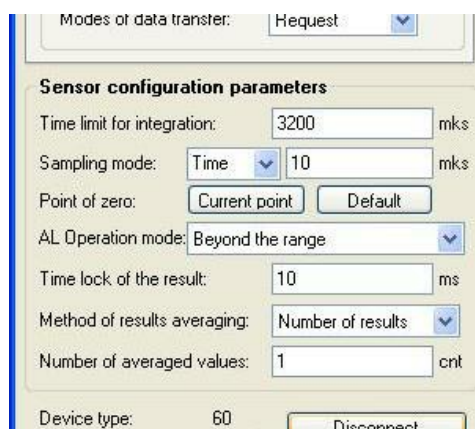 Modes of data transfer: Request
Sensor configuration parameters
Time limit for integration: 3200 mks
Sampling mode: Time 10 mks
Point of zero: Current point Default
AL Operation mode: Beyond the range
Time lock of the result: 10 ms
Method of results averaging: Number of results
Number of averaged values: 1 cnt
Device type: 60 Disconnect